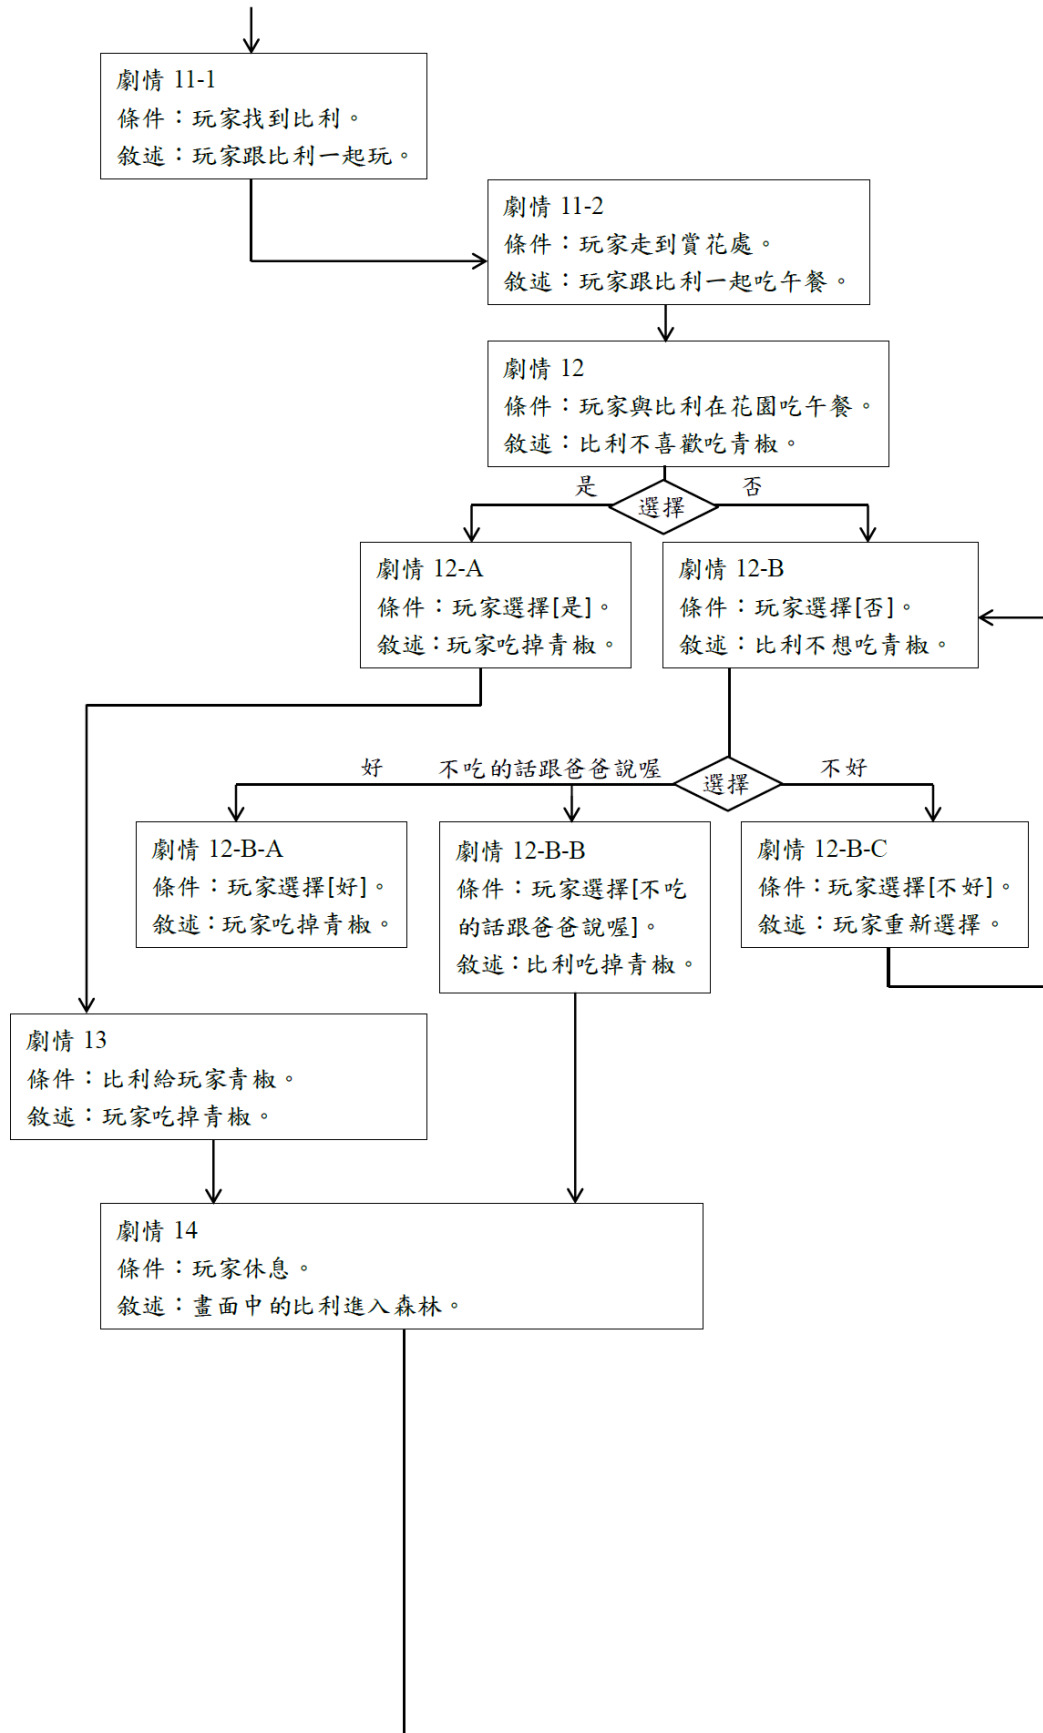 劇情 11-1
條件：玩家找到比利。
敘述：玩家跟比利一起玩。
劇情 11-2
條件：玩家走到賞花處。
敘述：玩家跟比利一起吃午餐。
劇情 12
條件：玩家與比利在花園吃午餐。
敘述：比利不喜歡吃青椒。
是
選擇
否
劇情 12-A
條件：玩家選擇[是]。
敘述：玩家吃掉青椒。
劇情 12-B
條件：玩家選擇[否]。
敘述：比利不想吃青椒。
好
不吃的話跟爸爸說喔
選擇
不好
劇情 12-B-A
條件：玩家選擇[好]。
敘述：玩家吃掉青椒。
劇情 12-B-B
條件：玩家選擇[不吃
的話跟爸爸說喔]。
敘述：比利吃掉青椒。
劇情 12-B-C
條件：玩家選擇[不好]。
敘述：玩家重新選擇。
劇情 13
條件：比利給玩家青椒。
敘述：玩家吃掉青椒。
劇情 14
條件：玩家休息。
敘述：畫面中的比利進入森林。